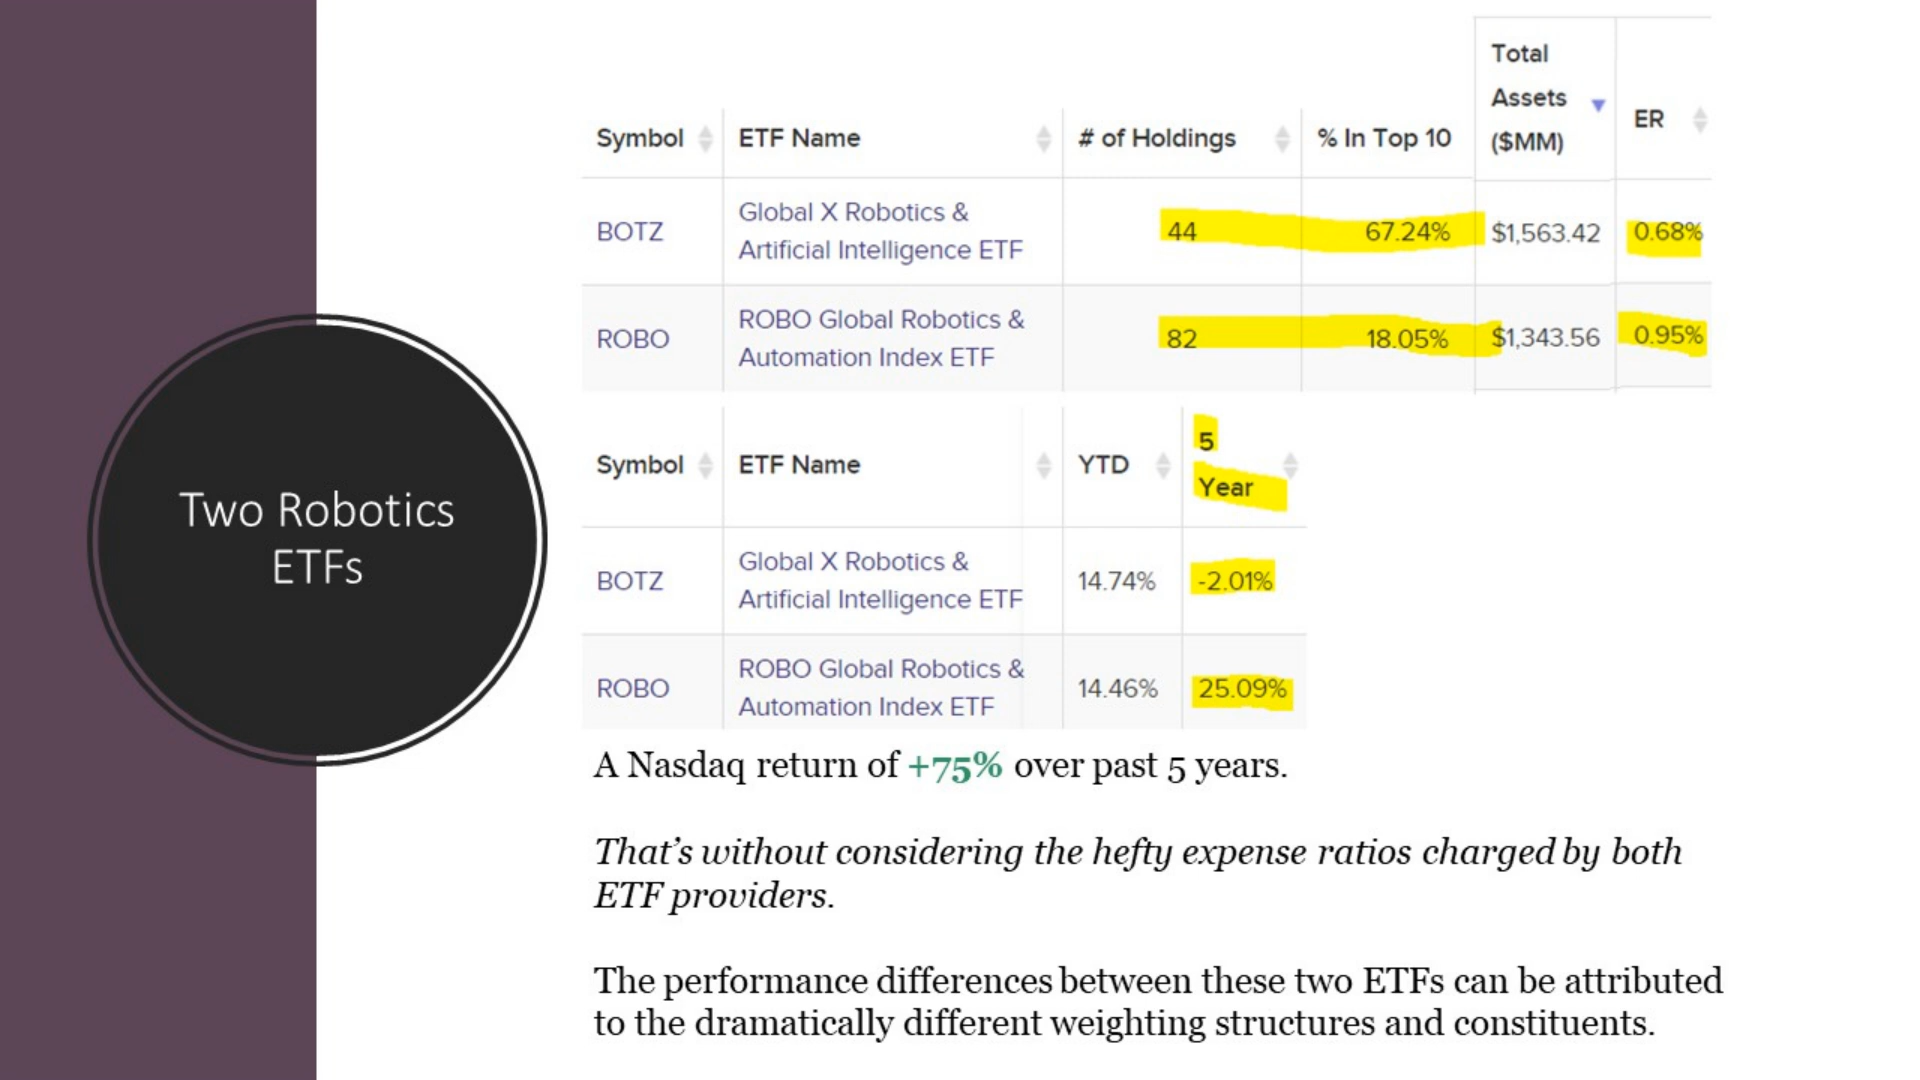 Two Robotics
ETFs
Symbol ETF Name # of Holdings % In Top 10 Total Assets ($MM) ER
BOTZ Global X Robotics & Artificial Intelligence ETF 44 67.24% $1,563.42 0.68%
ROBO ROBO Global Robotics & Automation Index ETF 82 18.05% $1,343.56 0.95%
Symbol ETF Name YTD 5 Year
BOTZ Global X Robotics & Artificial Intelligence ETF 14.74% -2.01%
ROBO ROBO Global Robotics & Automation Index ETF 14.46% 25.09%
A Nasdaq return of +75% over past 5 years.
That's without considering the hefty expense ratios charged by both
ETF providers.
The performance differences between these two ETFs can be attributed
to the dramatically different weighting structures and constituents.